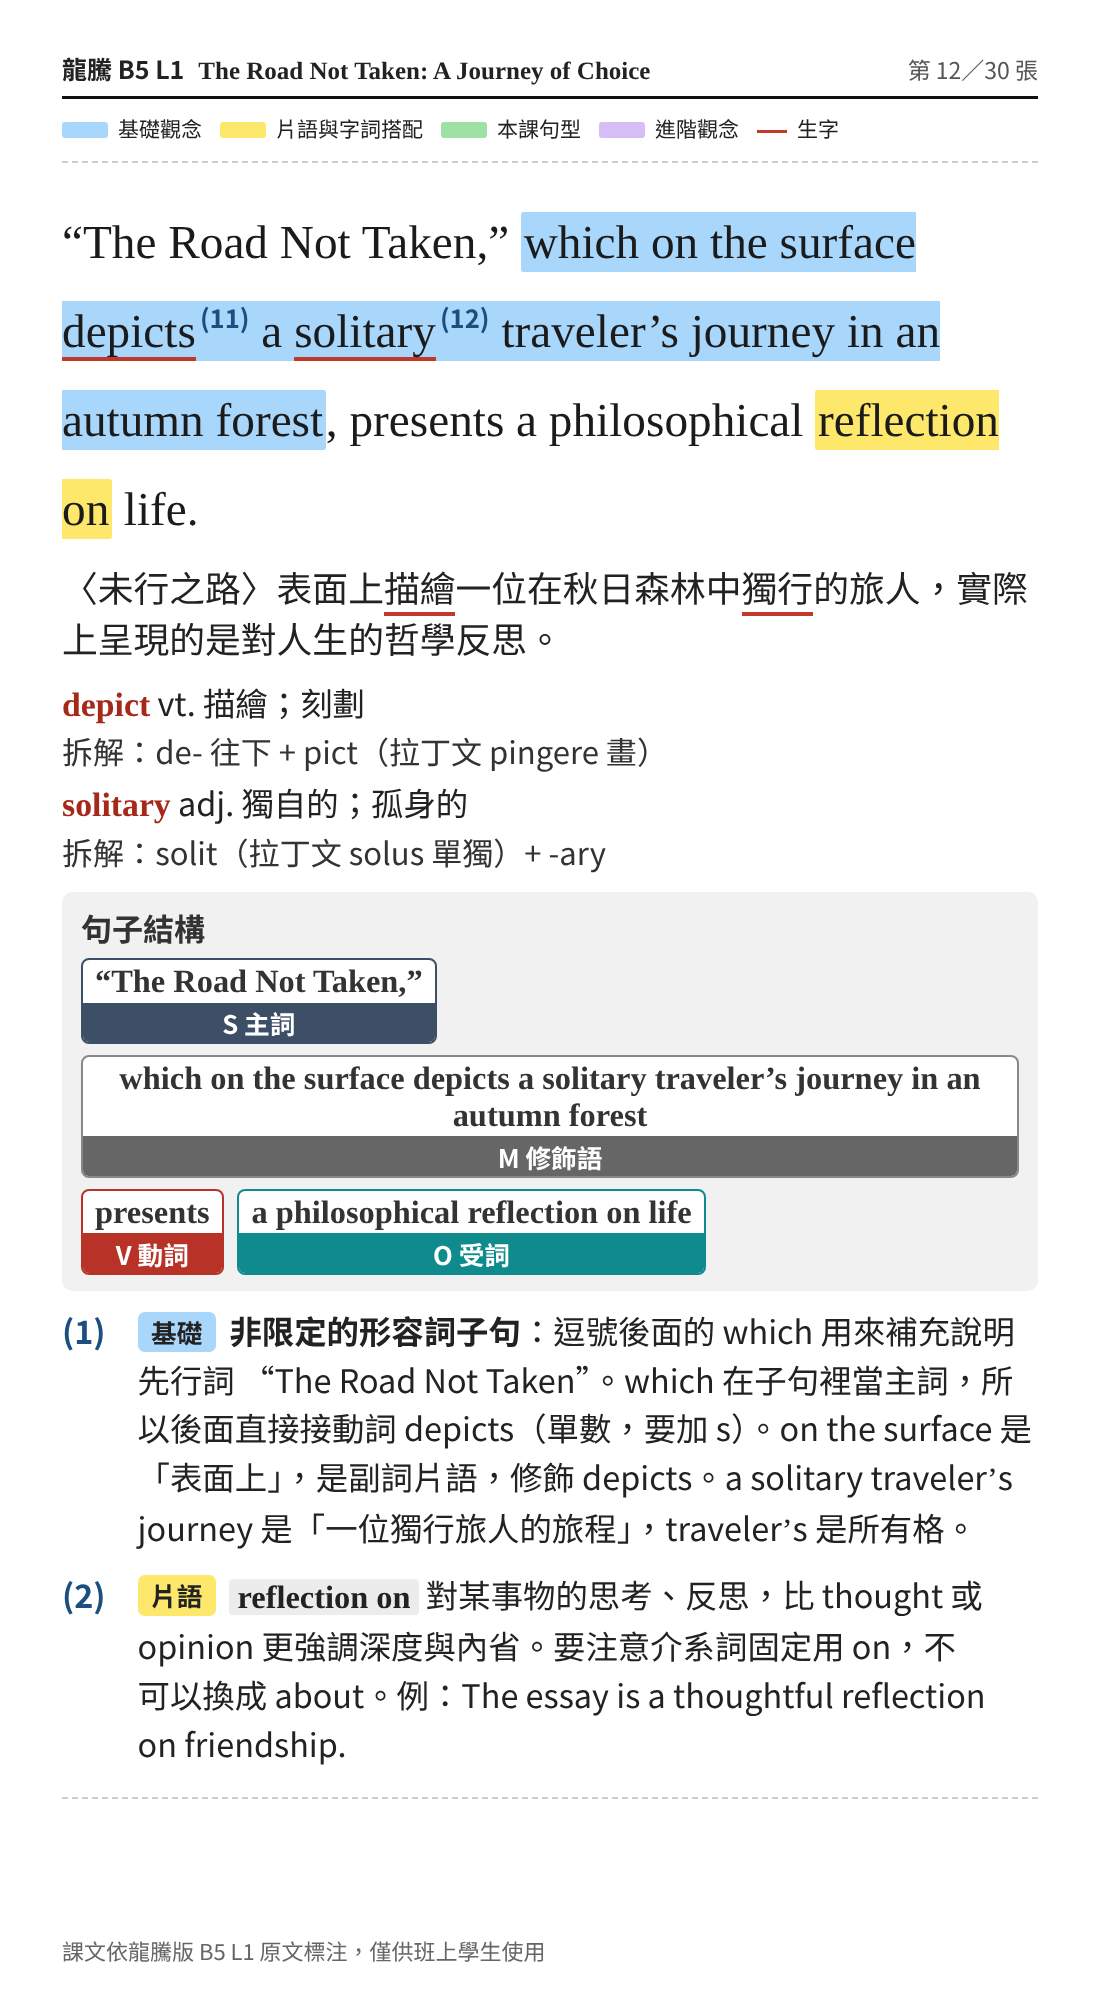 龍騰 B5 L1 The Road Not Taken: A Journey of Choice 第 12／30 張
基礎觀念 片語與字詞搭配 本課句型 進階觀念 生字
“The Road Not Taken,” which on the surface
depicts(11) a solitary(12) traveler’s journey in an
autumn forest, presents a philosophical reflection
on life.
〈未行之路〉表面上描繪一位在秋日森林中獨行的旅人，實際
上呈現的是對人生的哲學反思。
depict vt. 描繪；刻劃
拆解：de- 往下 + pict（拉丁文 pingere 畫）
solitary adj. 獨自的；孤身的
拆解：solit（拉丁文 solus 單獨）+ -ary
句子結構
“The Road Not Taken,”
S 主詞
which on the surface depicts a solitary traveler’s journey in an
autumn forest
M 修飾語
presents a philosophical reflection on life
V 動詞 O 受詞
(1) 基礎 非限定的形容詞子句：逗號後面的 which 用來補充說明
先行詞 “The Road Not Taken”。which 在子句裡當主詞，所
以後面直接接動詞 depicts（單數，要加 s）。on the surface 是
「表面上」，是副詞片語，修飾 depicts。a solitary traveler’s
journey 是「一位獨行旅人的旅程」，traveler’s 是所有格。
(2) 片語 reflection on 對某事物的思考、反思，比 thought 或
opinion 更強調深度與內省。要注意介系詞固定用 on，不
可以換成 about。例：The essay is a thoughtful reflection
on friendship.
課文依龍騰版 B5 L1 原文標注，僅供班上學生使用